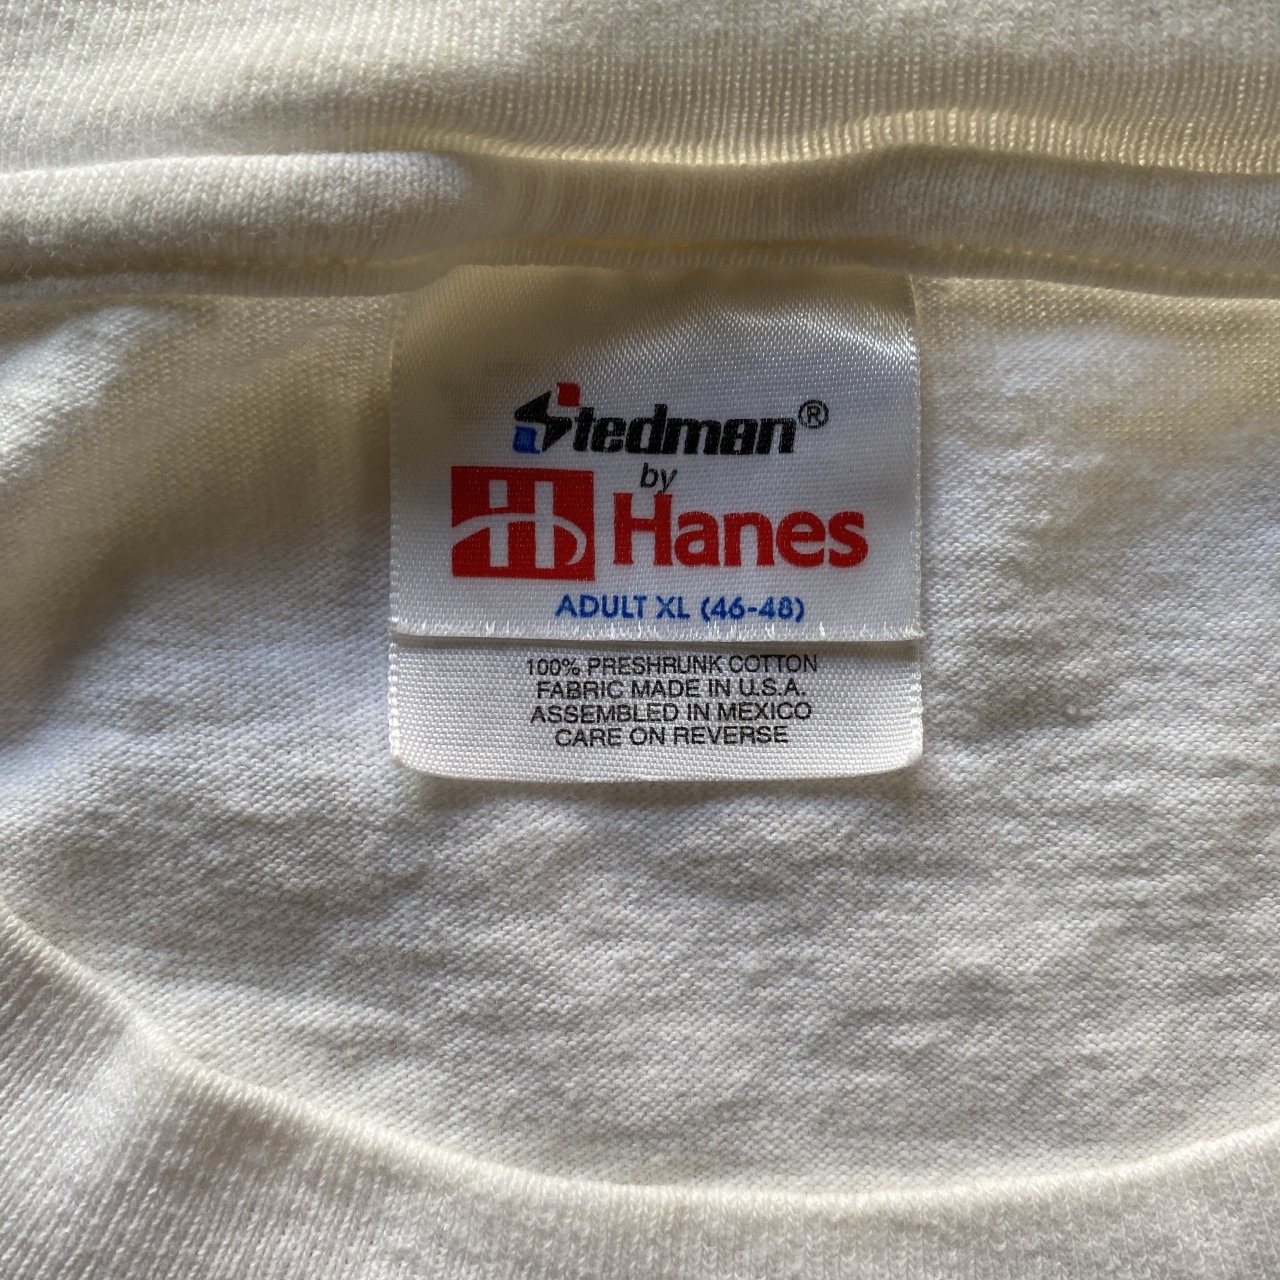 Stedman®
by
H Hanes
ADULT XL (46-48)
100% PRESHRUNK COTTON
FABRIC MADE IN U.S.A.
ASSEMBLED IN MEXICO
CARE ON REVERSE